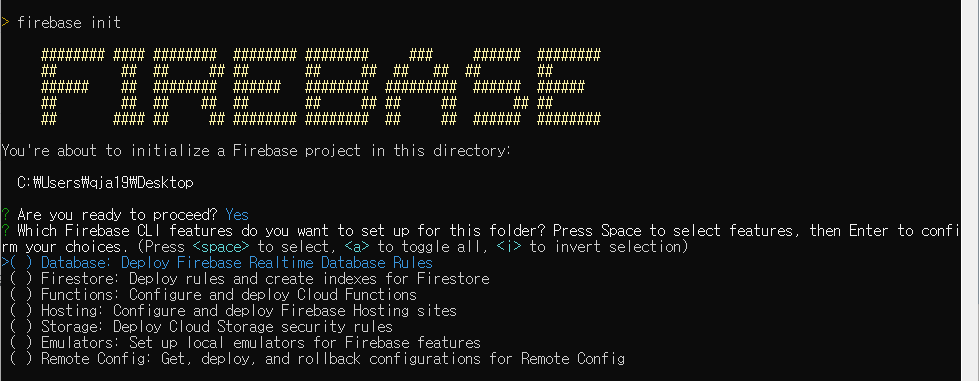 > firebase init
FIREBASE
You're about to initialize a Firebase project in this directory:
C:₩Users₩qja19₩Desktop
? Are you ready to proceed? Yes
? Which Firebase CLI features do you want to set up for this folder? Press Space to select features, then Enter to confi
rm your choices. (Press <space> to select, <a> to toggle all, <i> to invert selection)
>( ) Database: Deploy Firebase Realtime Database Rules
( ) Firestore: Deploy rules and create indexes for Firestore
( ) Functions: Configure and deploy Cloud Functions
( ) Hosting: Configure and deploy Firebase Hosting sites
( ) Storage: Deploy Cloud Storage security rules
( ) Emulators: Set up local emulators for Firebase features
( ) Remote Config: Get, deploy, and rollback configurations for Remote Config